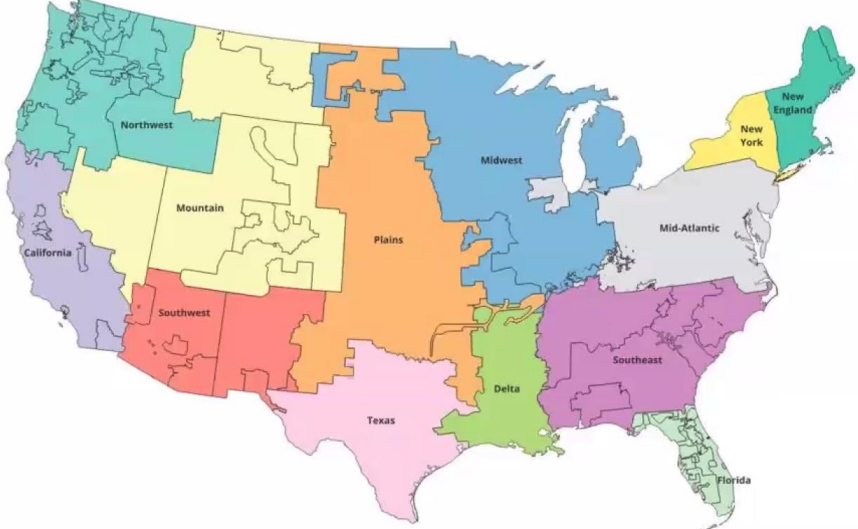 New
England
Northwest
New
York
Midwest
Mountain
Mid-Atlantic
Plains
California
Southwest
Southeast
Delta
Texas
Florida